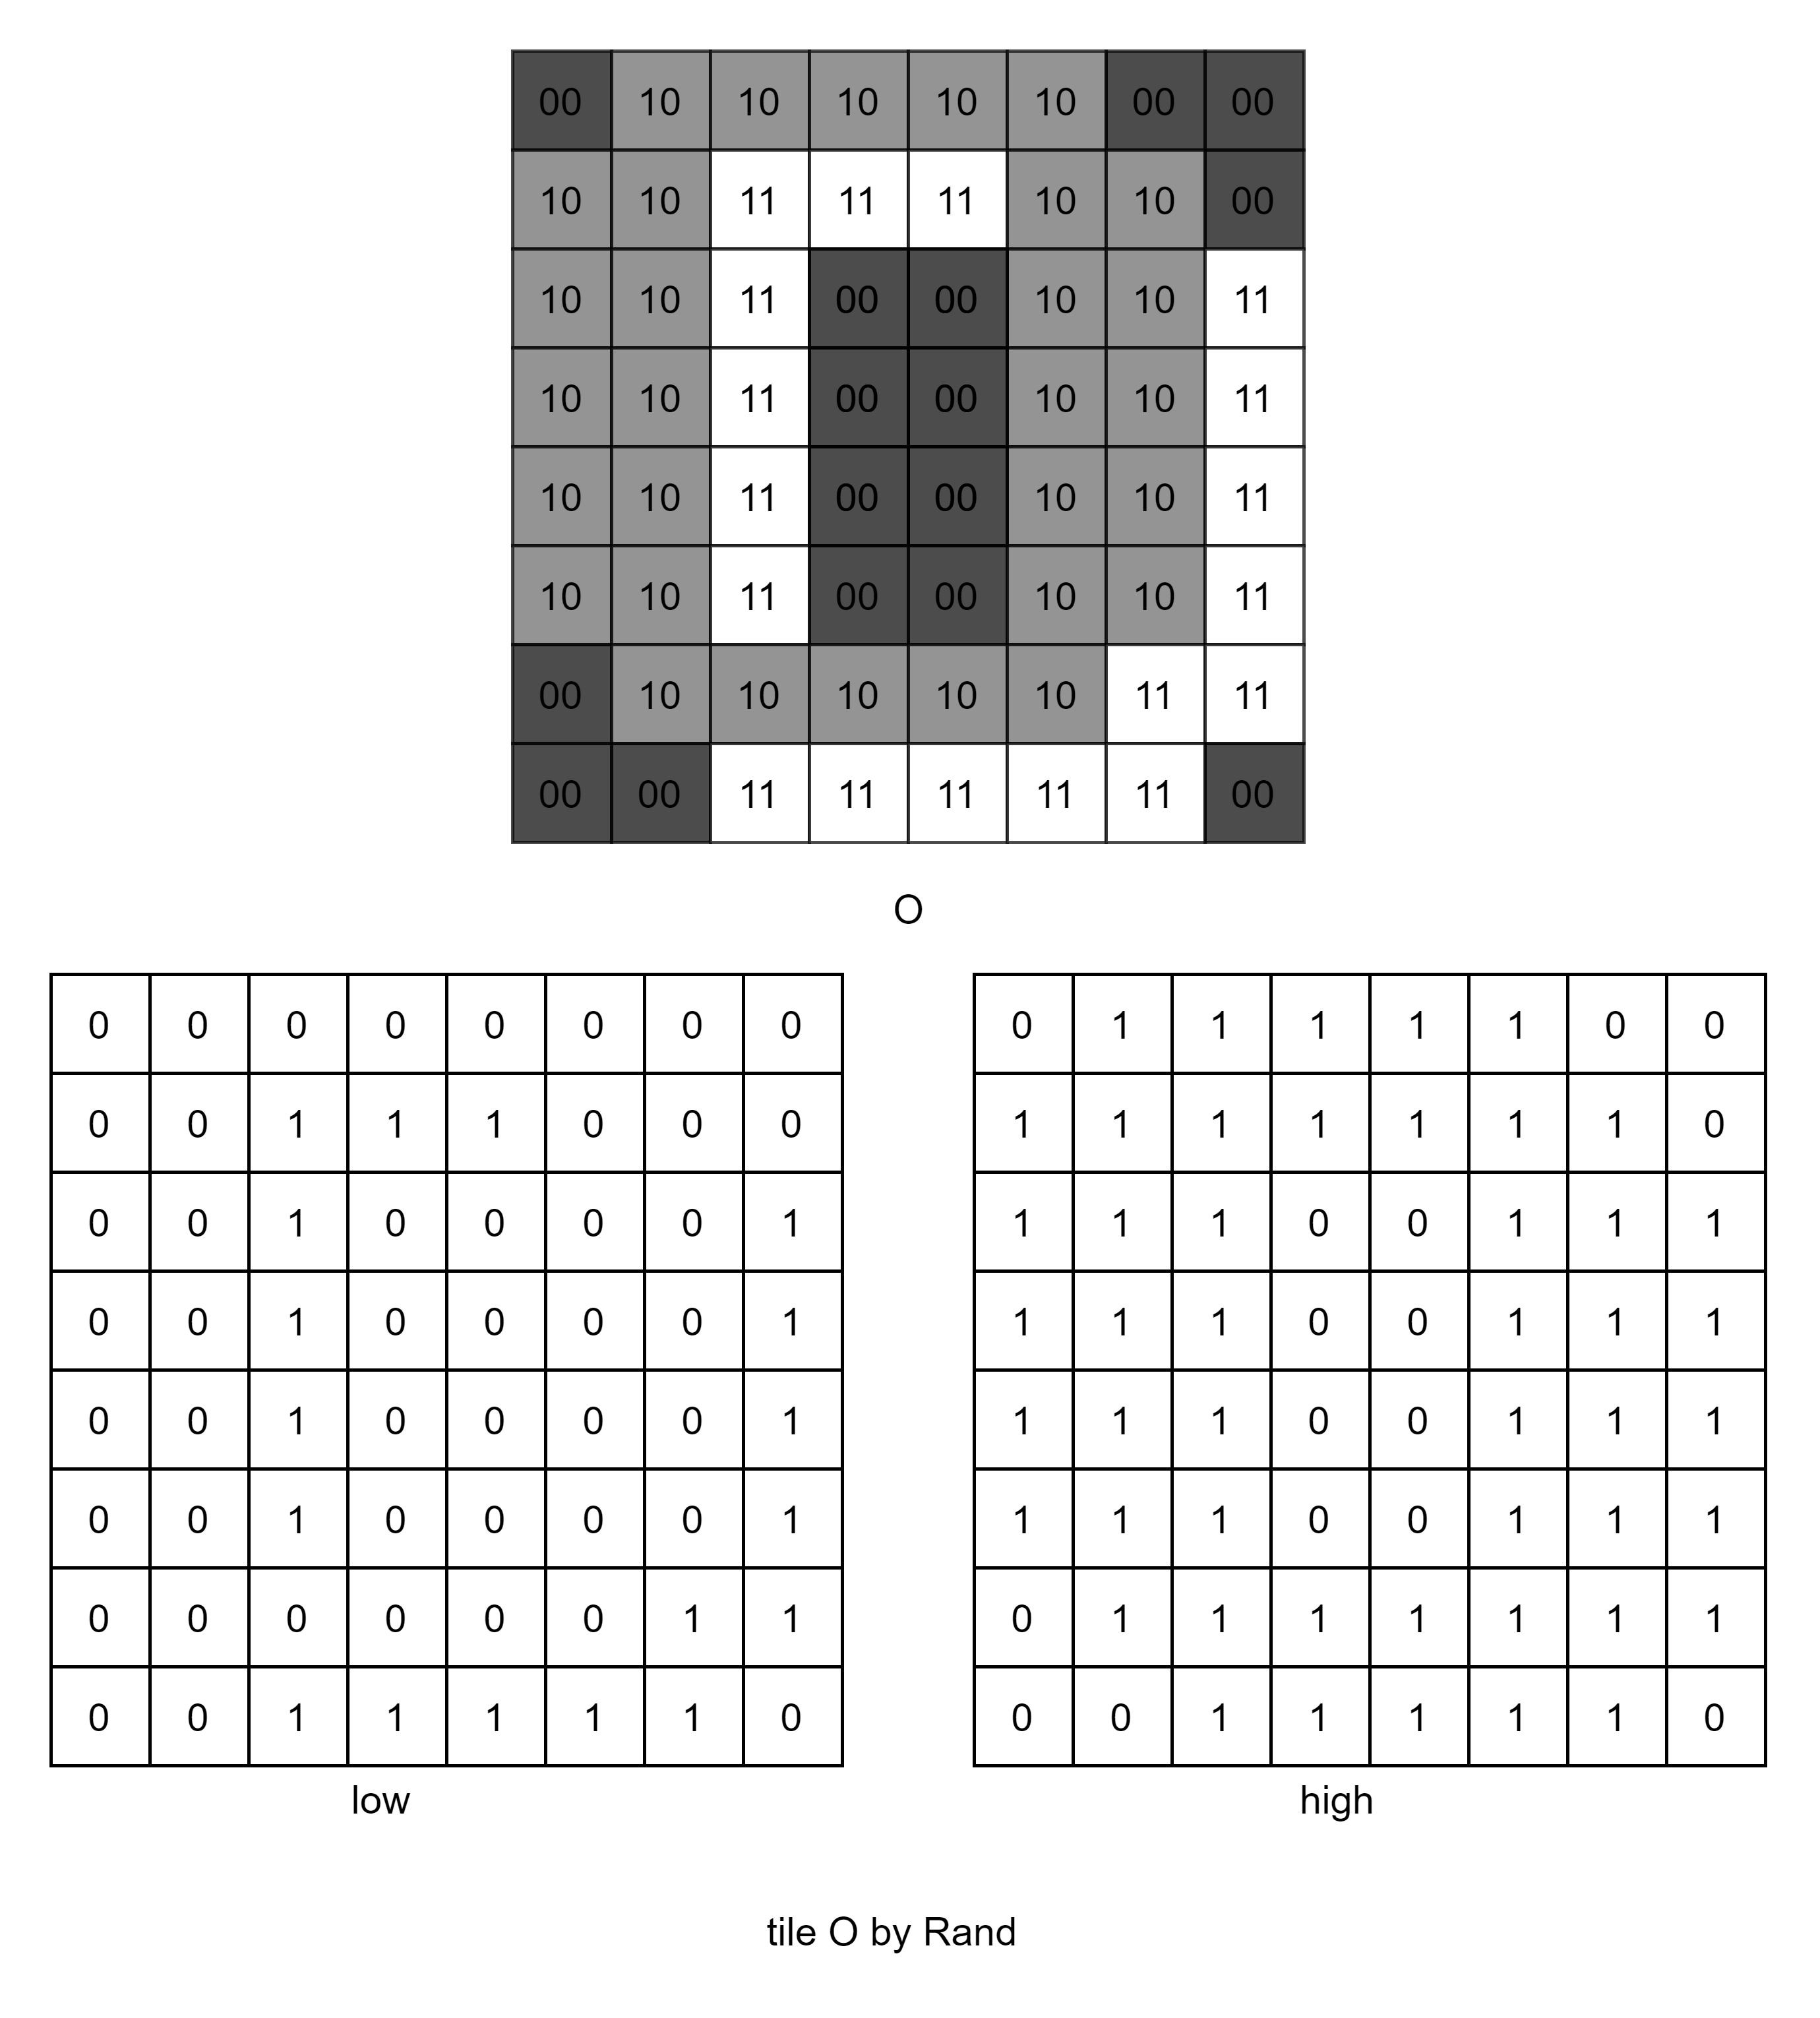 00 10 10 10 10 10 00 00
10 10 11 11 11 10 10 00
10 10 11 00 00 10 10 11
10 10 11 00 00 10 10 11
10 10 11 00 00 10 10 11
10 10 11 00 00 10 10 11
00 10 10 10 10 10 11 11
00 00 11 11 11 11 11 00
O
0 0 0 0 0 0 0 0
0 0 1 1 1 0 0 0
0 0 1 0 0 0 0 1
0 0 1 0 0 0 0 1
0 0 1 0 0 0 0 1
0 0 1 0 0 0 0 1
0 0 0 0 0 0 1 1
0 0 1 1 1 1 1 0
low
0 1 1 1 1 1 0 0
1 1 1 1 1 1 1 0
1 1 1 0 0 1 1 1
1 1 1 0 0 1 1 1
1 1 1 0 0 1 1 1
1 1 1 0 0 1 1 1
0 1 1 1 1 1 1 1
0 0 1 1 1 1 1 0
high
tile O by Rand